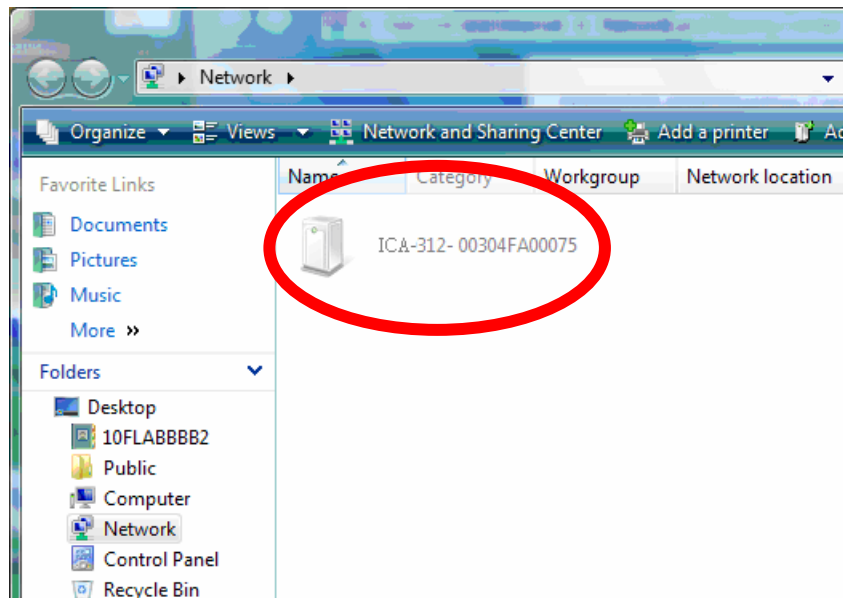 Network
Organize Views Network and Sharing Center Add a printer Ad
Favorite Links
Name Category Workgroup Network location
Documents
ICA-312- 00304FA00075
Pictures
Music
More »
Folders
Desktop
10FLABBBB2
Public
Computer
Network
Control Panel
Recycle Bin